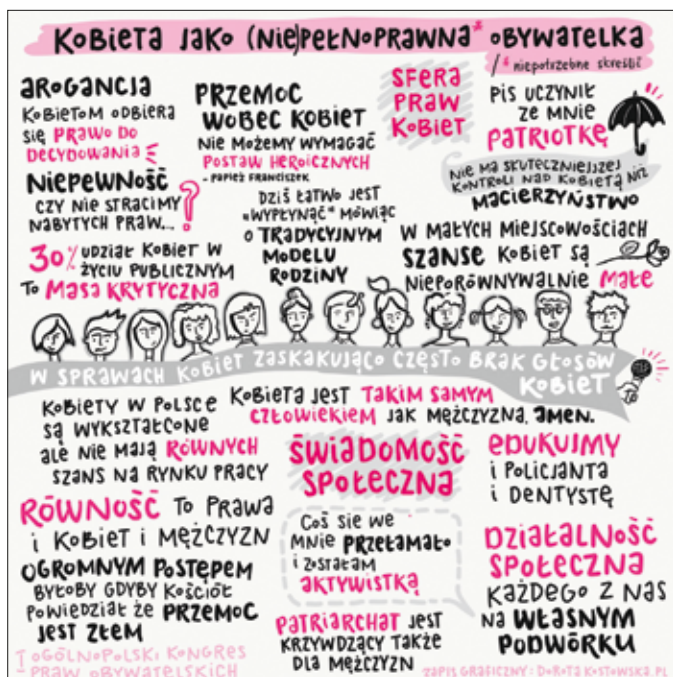 KOBIETA JAKO (NIE)PEŁNOPRAWNA* OBYWATELKA
/* niepotrzebne skreślić
AROGANCJA
KOBIETOM ODBIERA
SIĘ PRAWO DO
DECYDOWANIA
NIEPEWNOŚĆ
CZY NIE STRACIMY
NABYTYCH PRAW...?
30% UDZIAŁ KOBIET W
ŻYCIU PUBLICZNYM
TO MASA KRYTYCZNA
PRZEMOC
WOBEC KOBIET
NIE MOŻEMY WYMAGAĆ
POSTAW HEROICZNYCH
- PAPIEŻ FRANCISZEK
DZIŚ ŁATWO JEST
"WYPŁYNĄĆ" MÓWIĄC
O TRADYCYJNYM
MODELU
RODZINY
SFERA
PRAW
KOBIET
PIS UCZYNIŁ
ZE MNIE
PATRIOTKĘ
NIE MA SKUTECZNIEJSZEJ
KONTROLI NAD KOBIETĄ NIŻ
MACIERZYŃSTWO
W MAŁYCH MIEJSCOWOŚCIACH
SZANSE KOBIET SĄ
NIEPORÓWNYWALNIE MAŁE
W SPRAWACH KOBIET ZASKAKUJĄCO CZĘSTO BRAK GŁOSÓW
KOBIET
KOBIETY W POLSCE
SĄ WYKSZTAŁCONE
ALE NIE MAJĄ RÓWNYCH
SZANS NA RYNKU PRACY
KOBIETA JEST TAKIM SAMYM
CZŁOWIEKIEM JAK MĘŻCZYZNA. AMEN.
RÓWNOŚĆ TO PRAWA
I KOBIET I MĘŻCZYZN
OGROMNYM POSTĘPEM
BYŁOBY GDYBY KOŚCIÓŁ
POWIEDZIAŁ ŻE PRZEMOC
JEST ZŁEM
ŚWIADOMOŚĆ
SPOŁECZNA
COŚ SIE WE
MNIE PRZEŁAMAŁO
I ZOSTAŁAM
AKTYWISTKĄ
PATRIARCHAT JEST
KRZYWDZĄCY TAKŻE
DLA MĘŻCZYZN
EDUKUJMY
I POLICJANTA
I DENTYSTĘ
DZIAŁALNOŚĆ
SPOŁECZNA
KAŻDEGO Z NAS
NA WŁASNYM
PODWÓRKU
I OGÓLNOPOLSKI KONGRES
PRAW OBYWATELSKICH
ZAPIS GRAFICZNY: DOROTA KOSTOWSKA.PL